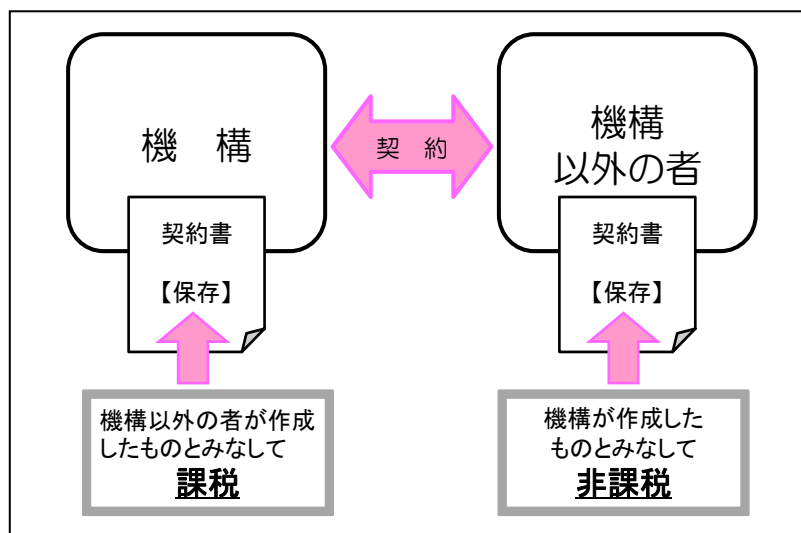 機　構
契　約
機構
以外の者
契約書
【保存】
契約書
【保存】
機構以外の者が作成
したものとみなして
課税
機構が作成した
ものとみなして
非課税